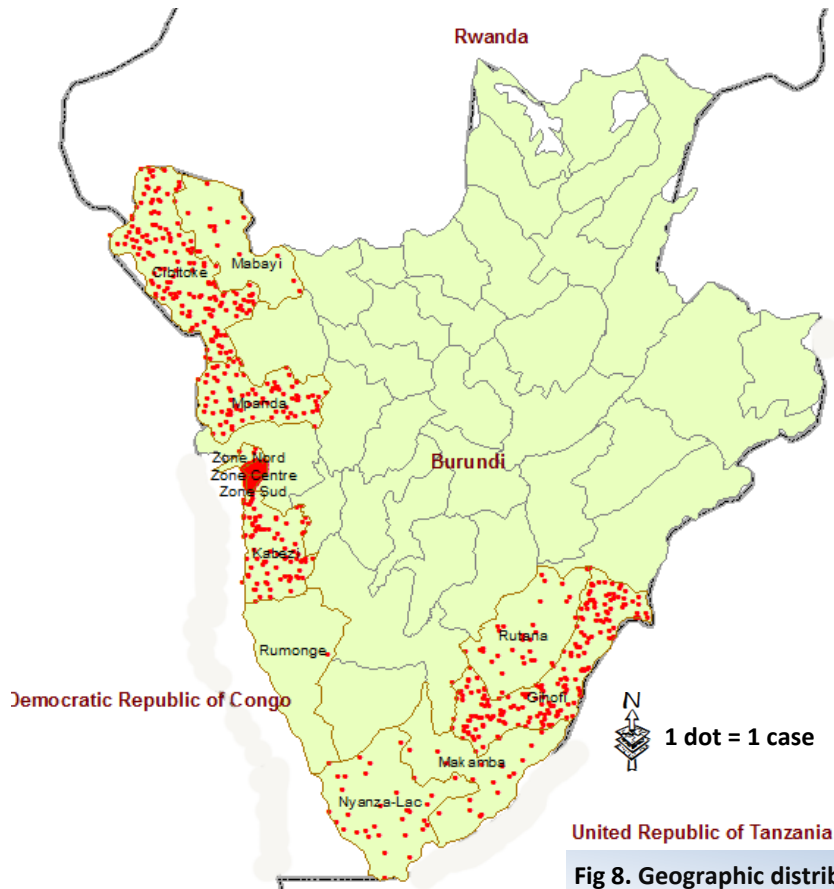 Rwanda
Mabayi
Cibitoke
Mpanda
Zone Nord
Zone Centre
Zone Sud
Burundi
Kabezi
Rutana
Rumonge
Gihofi
Democratic Republic of Congo
N
1 dot = 1 case
Makamba
Nyanza-Lac
United Republic of Tanzania
Fig 8. Geographic distrib